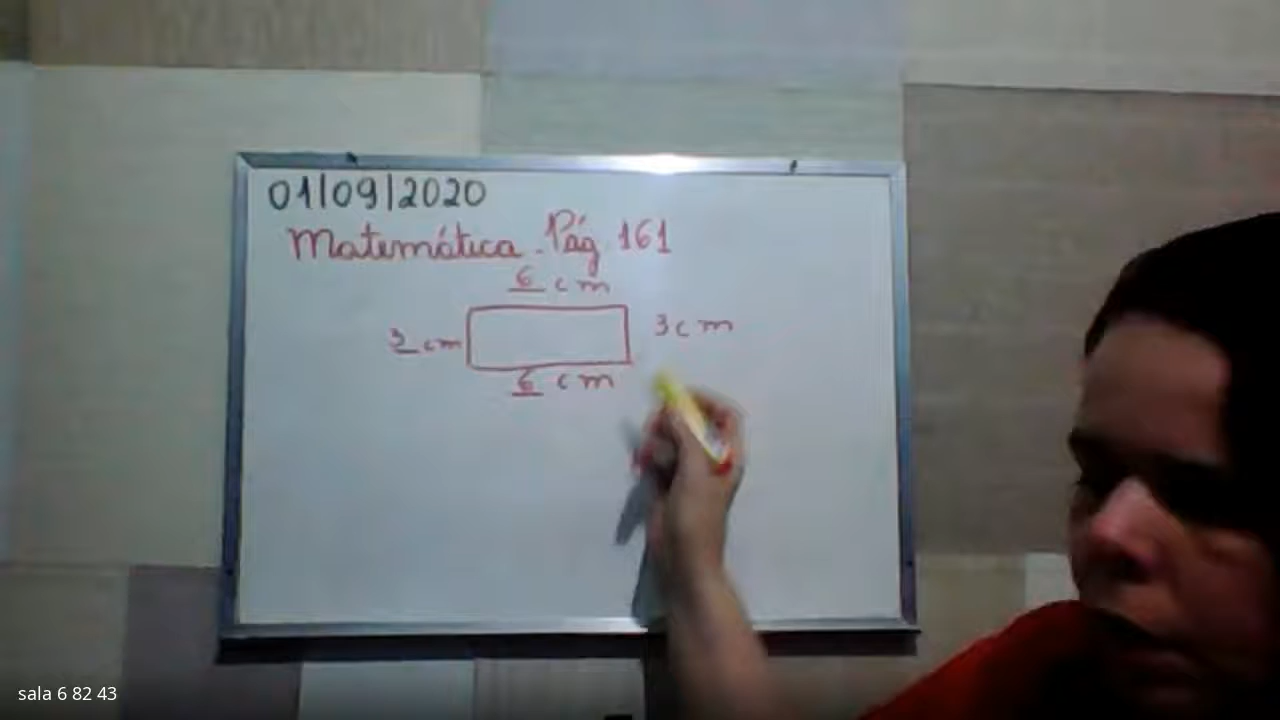 01/09/2020
Matemática. Pág. 161
6 cm
3 cm
3 cm
6 cm
sala 6 82 43